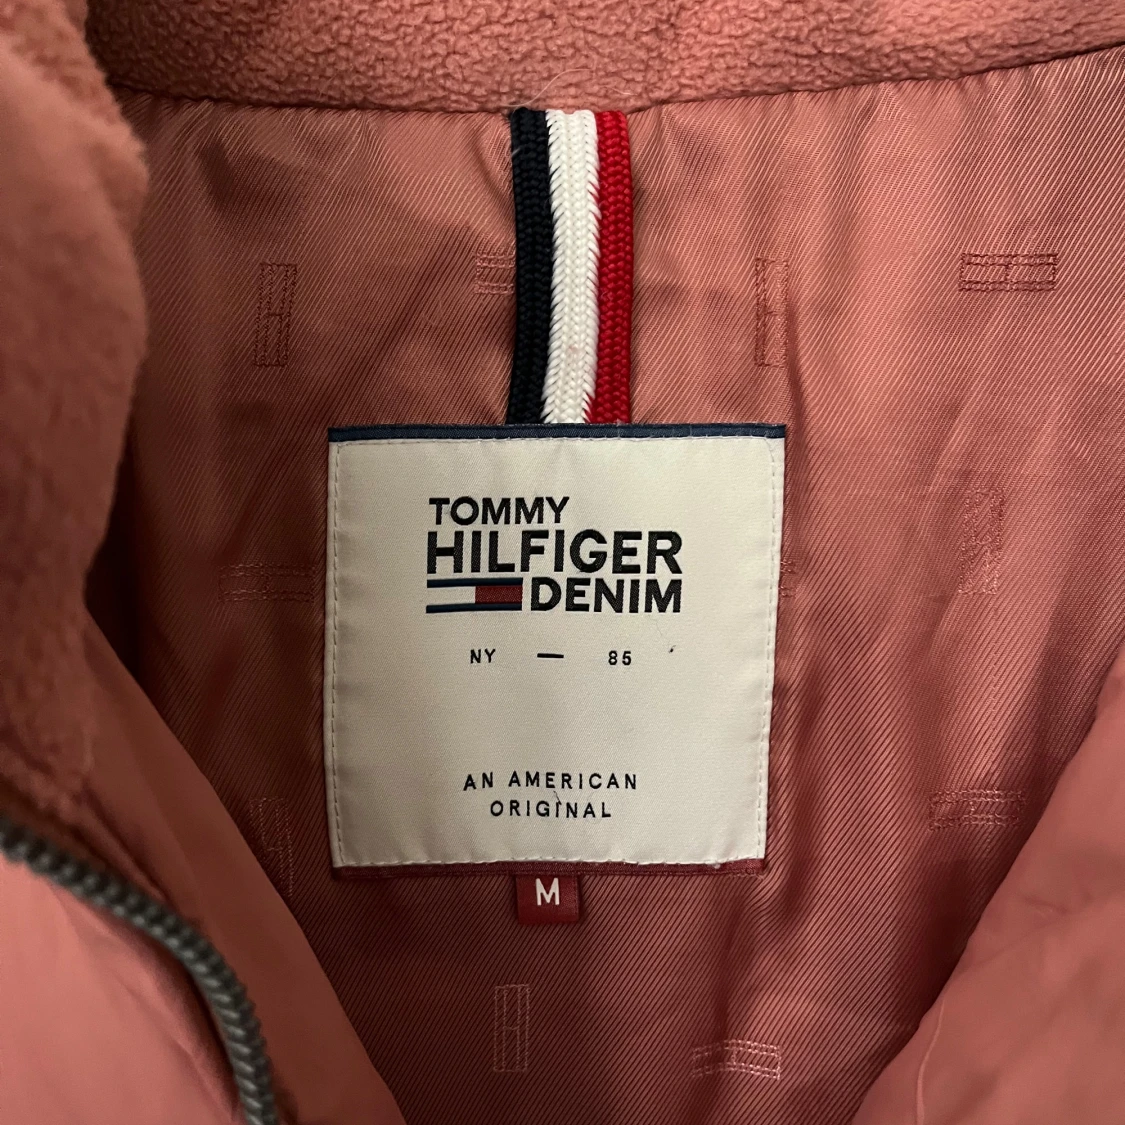 TOMMY
HILFIGER
DENIM
NY — 85
AN AMERICAN
ORIGINAL
M